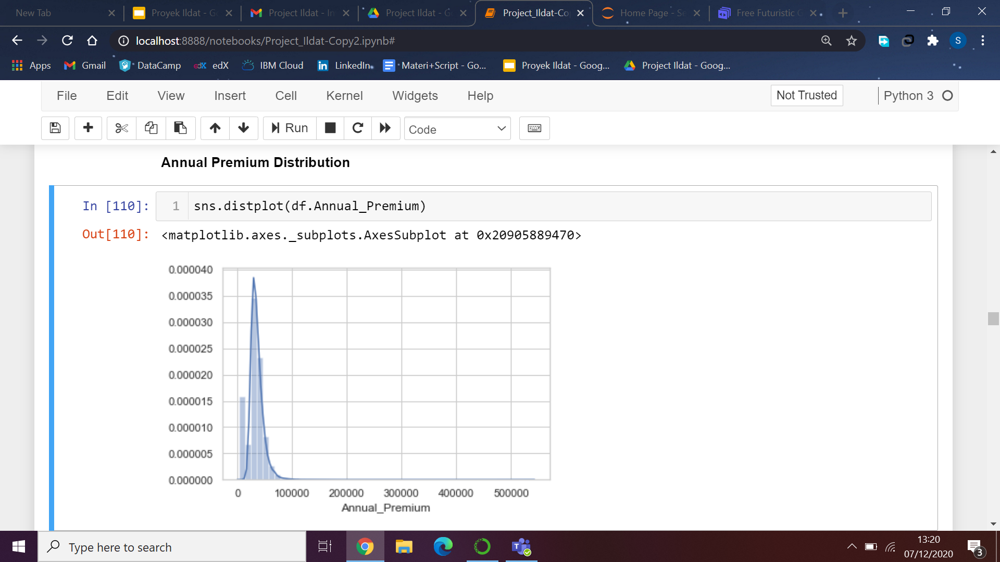 New Tab
Proyek Ildat - G
Project Ildat - In
Project Ildat - G
Project_Ildat-Co
Home Page - Se
Free Futuristic G
localhost:8888/notebooks/Project_Ildat-Copy2.ipynb#
S
Apps
Gmail
DataCamp
edX
edX
IBM Cloud
in
LinkedIn
Materi+Script - Go...
Proyek Ildat - Goog...
Project Ildat - Goog...
File Edit View Insert Cell Kernel Widgets Help
Not Trusted
Python 3
Run
Code
Annual Premium Distribution
In [110]:
1 sns.distplot(df.Annual_Premium)
Out[110]: <matplotlib.axes._subplots.AxesSubplot at 0x20905889470>
0.000040
0.000035
0.000030
0.000025
0.000020
0.000015
0.000010
0.000005
0.000000
0 100000 200000 300000 400000 500000
Annual_Premium
Type here to search
T
13:20
07/12/2020
3